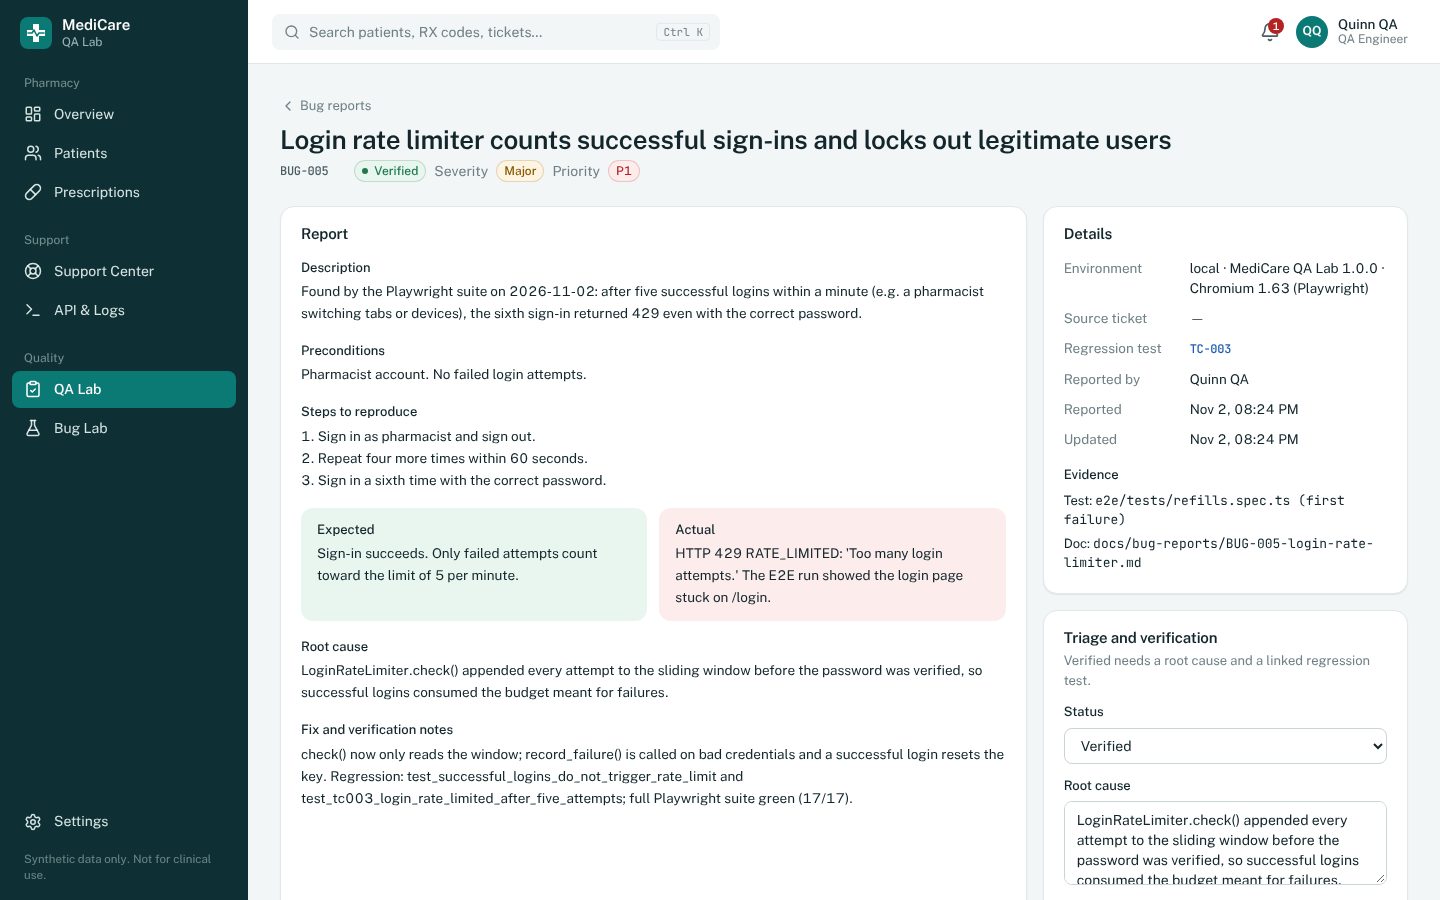 MediCare
QA Lab
Pharmacy
Overview
Patients
Prescriptions
Support
Support Center
API & Logs
Quality
QA Lab
Bug Lab
Settings
Synthetic data only. Not for clinical
use.
Search patients, RX codes, tickets...
Ctrl K
1
QQ
Quinn QA
QA Engineer
Bug reports
Login rate limiter counts successful sign-ins and locks out legitimate users
BUG-005 Verified Severity Major Priority P1
Report
Description
Found by the Playwright suite on 2026-11-02: after five successful logins within a minute (e.g. a pharmacist
switching tabs or devices), the sixth sign-in returned 429 even with the correct password.
Preconditions
Pharmacist account. No failed login attempts.
Steps to reproduce
1. Sign in as pharmacist and sign out.
2. Repeat four more times within 60 seconds.
3. Sign in a sixth time with the correct password.
Expected
Sign-in succeeds. Only failed attempts count
toward the limit of 5 per minute.
Actual
HTTP 429 RATE_LIMITED: 'Too many login
attempts.' The E2E run showed the login page
stuck on /login.
Root cause
LoginRateLimiter.check() appended every attempt to the sliding window before the password was verified, so
successful logins consumed the budget meant for failures.
Fix and verification notes
check() now only reads the window; record_failure() is called on bad credentials and a successful login resets the
key. Regression: test_successful_logins_do_not_trigger_rate_limit and
test_tc003_login_rate_limited_after_five_attempts; full Playwright suite green (17/17).
Details
Environment local · MediCare QA Lab 1.0.0 ·
Chromium 1.63 (Playwright)
Source ticket —
Regression test TC-003
Reported by Quinn QA
Reported Nov 2, 08:24 PM
Updated Nov 2, 08:24 PM
Evidence
Test: e2e/tests/refills.spec.ts (first
failure)
Doc: docs/bug-reports/BUG-005-login-rate-
limiter.md
Triage and verification
Verified needs a root cause and a linked regression
test.
Status
Verified
Root cause
LoginRateLimiter.check() appended every
attempt to the sliding window before the
password was verified, so successful logins
consumed the budget meant for failures.